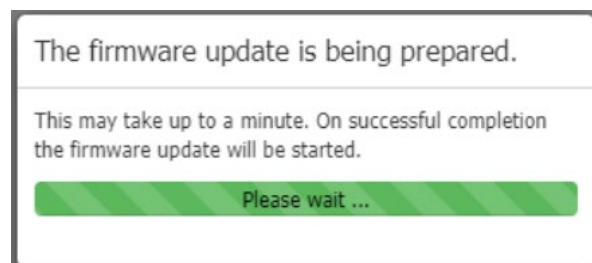 The firmware update is being prepared.
This may take up to a minute. On successful completion
the firmware update will be started.
Please wait ...